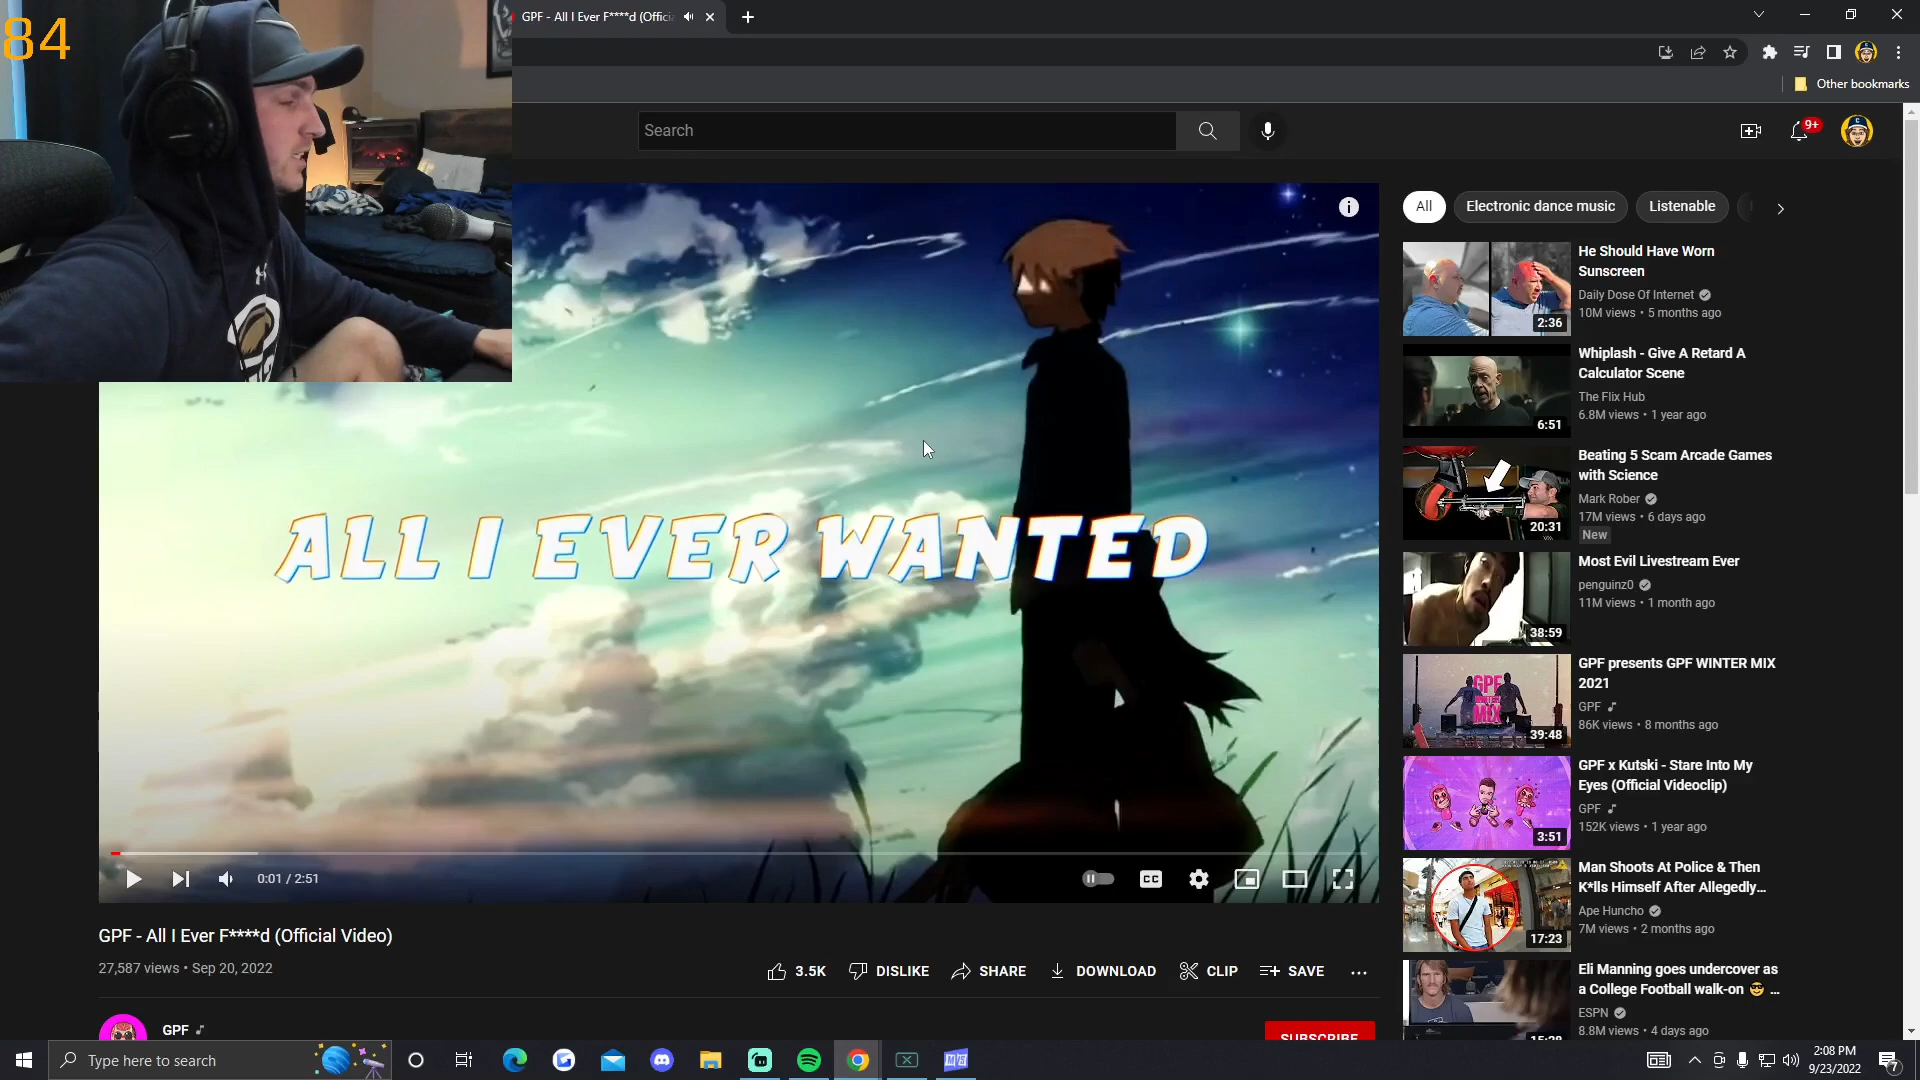 84
GPF - All I Ever F****d (Offici
Other bookmarks
Search
9+
All
Electronic dance music
Listenable
ALL I EVER WANTED
He Should Have Worn
Sunscreen
Daily Dose Of Internet
10M views • 5 months ago
2:36
Whiplash - Give A Retard A
Calculator Scene
The Flix Hub
6.8M views • 1 year ago
6:51
Beating 5 Scam Arcade Games
with Science
Mark Rober
17M views • 6 days ago
New
20:31
Most Evil Livestream Ever
penguinz0
11M views • 1 month ago
38:59
GPF presents GPF WINTER MIX
2021
GPF
86K views • 8 months ago
GPF
WINTER
MIX
39:48
GPF x Kutski - Stare Into My
Eyes (Official Videoclip)
GPF
152K views • 1 year ago
3:51
Man Shoots At Police & Then
K*lls Himself After Allegedly...
Ape Huncho
7M views • 2 months ago
17:23
Eli Manning goes undercover as
a College Football walk-on 😎 ...
ESPN
8.8M views • 4 days ago
0:01 / 2:51
CC
GPF - All I Ever F****d (Official Video)
27,587 views • Sep 20, 2022
3.5K
DISLIKE
SHARE
DOWNLOAD
CLIP
SAVE
GPF
SUBSCRIBE
Type here to search
2:08 PM
9/23/2022
7